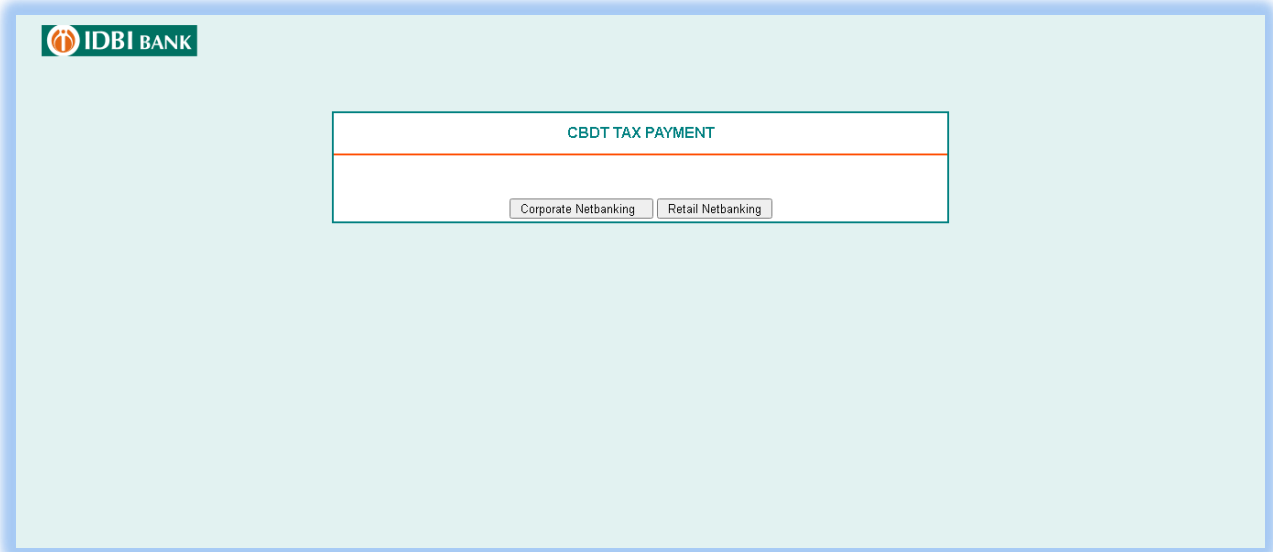 IDBI BANK
CBDT TAX PAYMENT
Corporate Netbanking Retail Netbanking